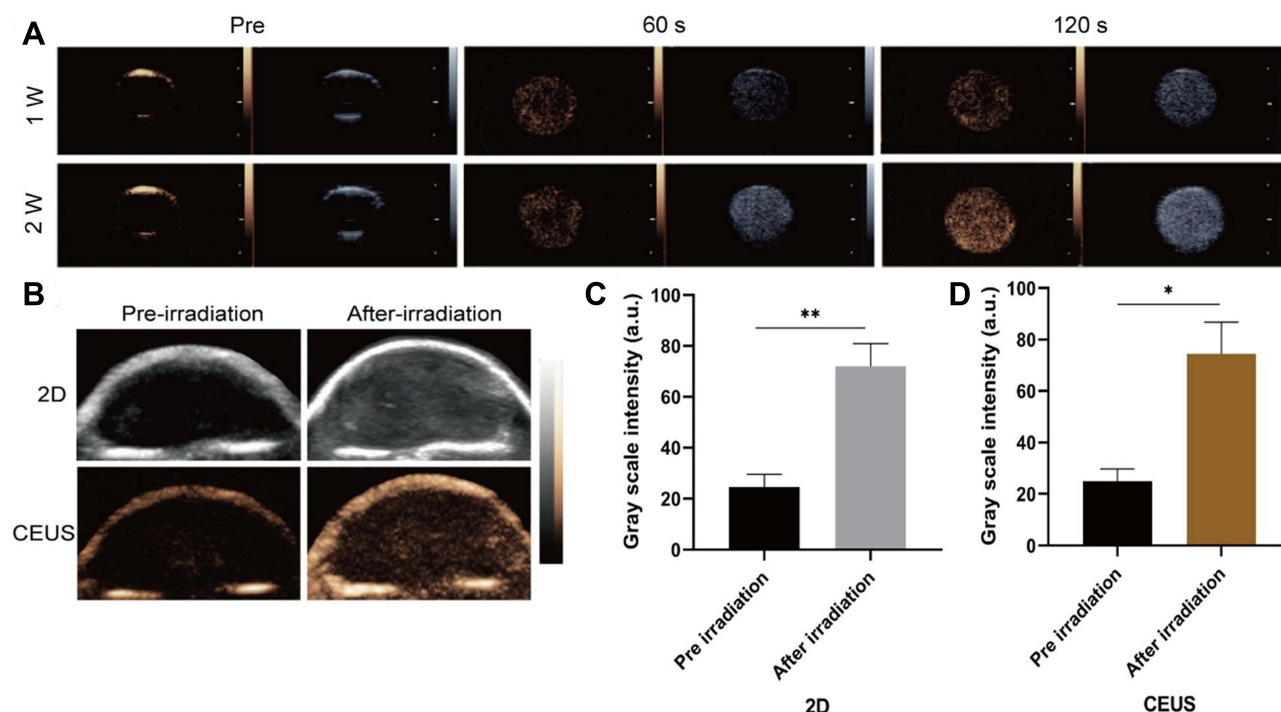 A
Pre
60 s
120 s
1 W
2 W
B
Pre-irradiation
After-irradiation
2D
CEUS
C
Gray scale intensity (a.u.)
100
80
60
40
20
0
**
Pre irradiation
After irradiation
2D
D
Gray scale intensity (a.u.)
100
80
60
40
20
0
*
Pre irradiation
After irradiation
CEUS